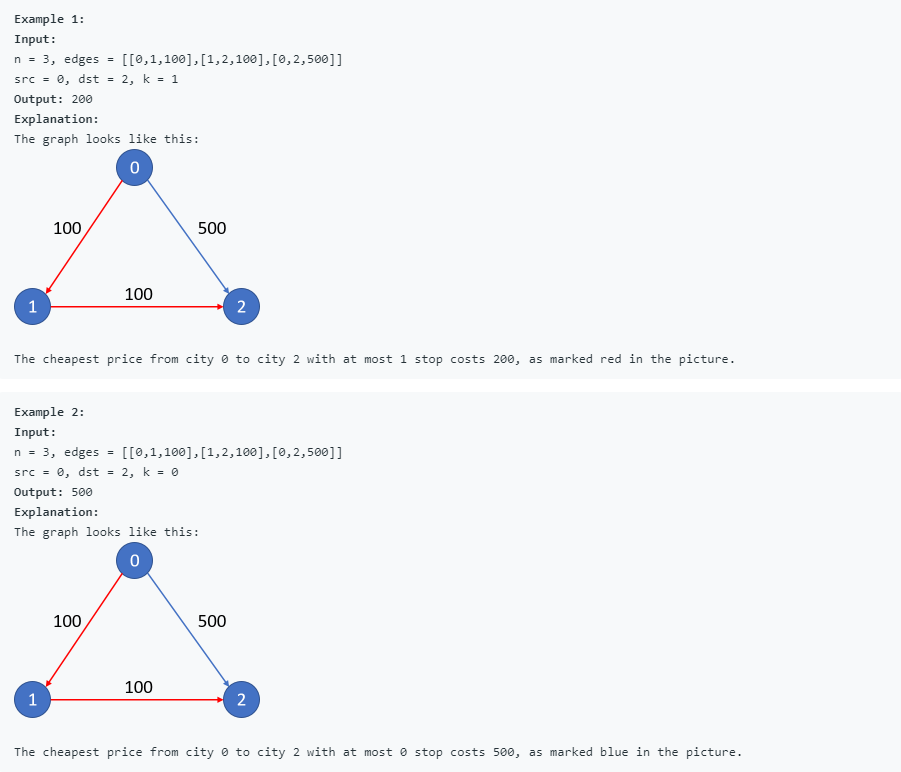 Example 1:
Input:
n = 3, edges = [[0,1,100],[1,2,100],[0,2,500]]
src = 0, dst = 2, k = 1
Output: 200
Explanation:
The graph looks like this:
0
100
500
100
1
2
The cheapest price from city 0 to city 2 with at most 1 stop costs 200, as marked red in the picture.
Example 2:
Input:
n = 3, edges = [[0,1,100],[1,2,100],[0,2,500]]
src = 0, dst = 2, k = 0
Output: 500
Explanation:
The graph looks like this:
0
100
500
100
1
2
The cheapest price from city 0 to city 2 with at most 0 stop costs 500, as marked blue in the picture.